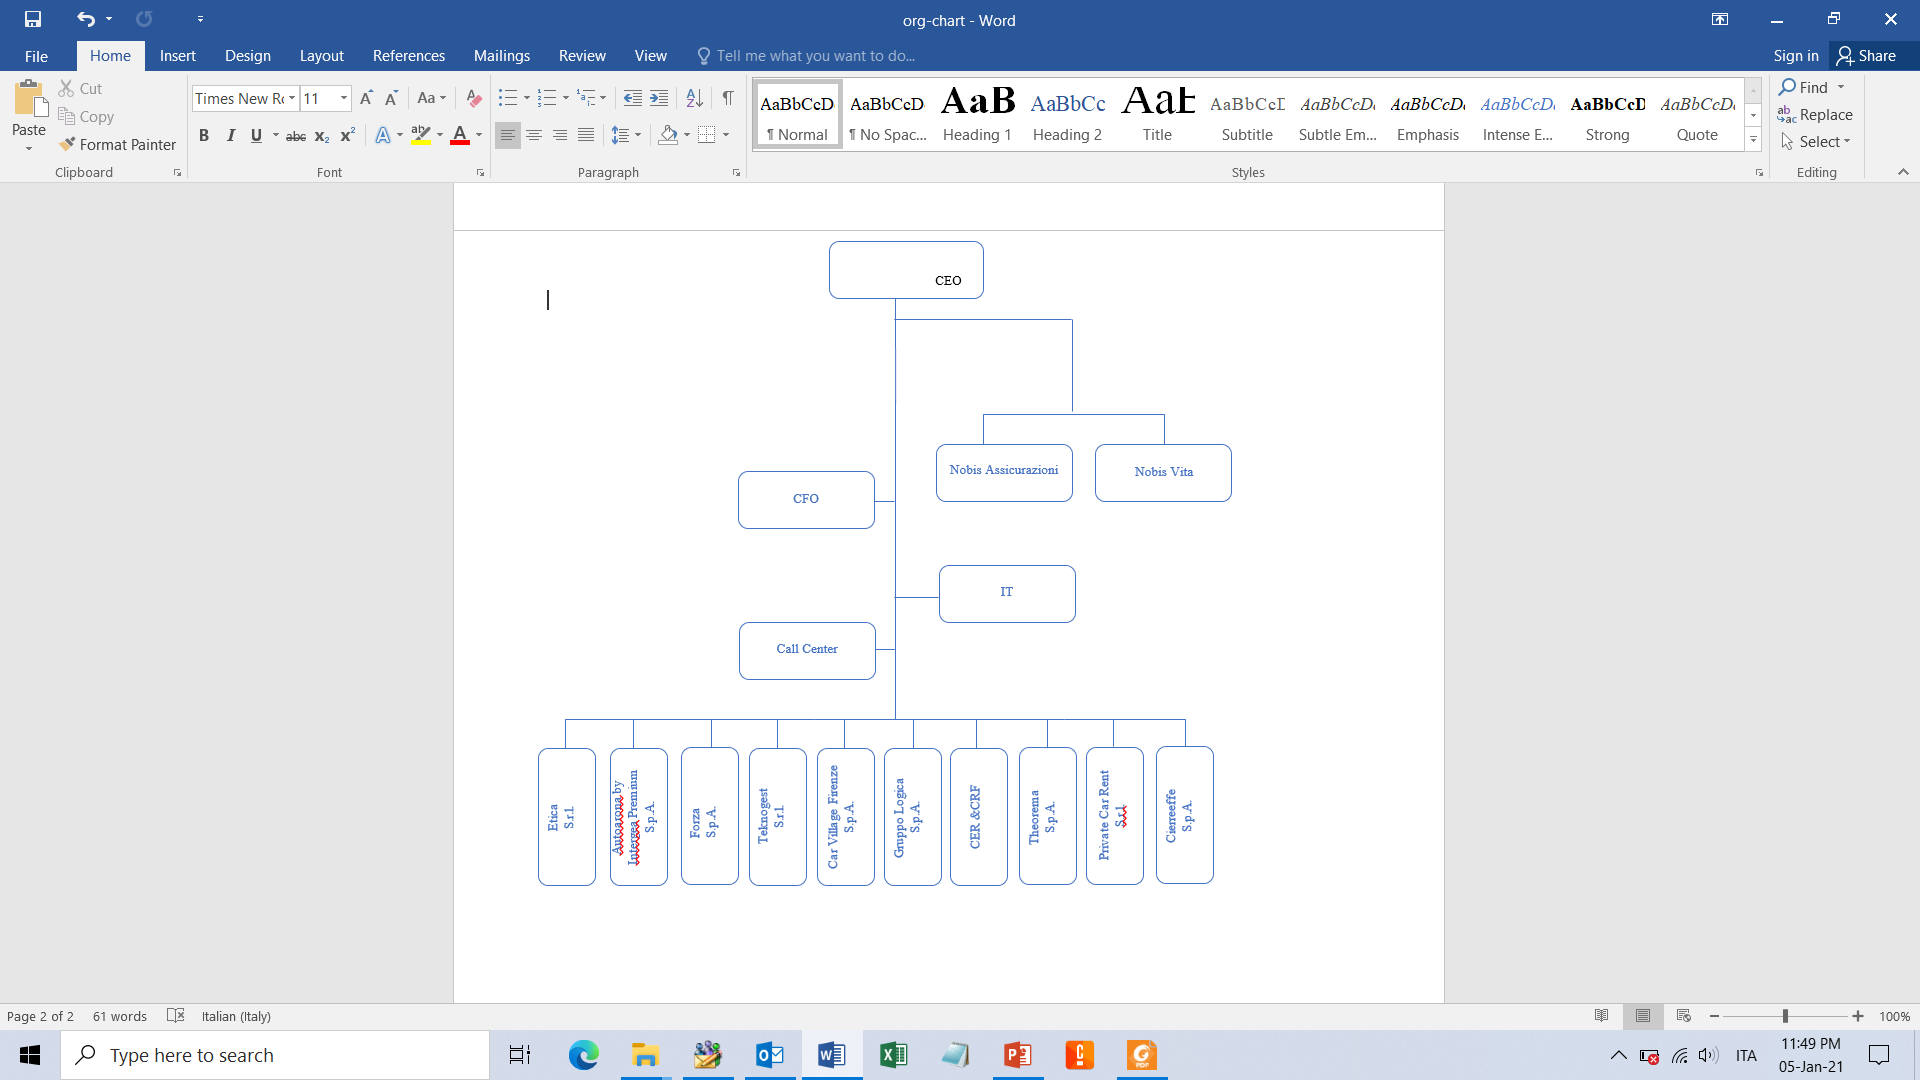 org-chart - Word
File
Home
Insert
Design
Layout
References
Mailings
Review
View
Tell me what you want to do...
Sign in
Share
Paste
Cut
Copy
Format Painter
Clipboard
Times New Ro
11
Font
Paragraph
AaBbCcD
¶ Normal
AaBbCcD
¶ No Spac...
AaB
Heading 1
AaBbCc
Heading 2
Title
AaBbCcD
Subtitle
AaBbCcD
Subtle Em...
AaBbCcD
Emphasis
AaBbCcD
Intense E...
AaBbCcD
Strong
AaBbCcD
Quote
Styles
Find
Replace
Select
Editing
CEO
Nobis Assicurazioni
Nobis Vita
CFO
IT
Call Center
Etica
S.r.l.
Autoarona by
Intergea Premium
S.p.A.
Forza
S.p.A.
Teknogest
S.r.l.
Car Village Firenze
S.p.A.
Gruppo Logica
S.p.A.
CER &CRF
Theorema
S.p.A.
Private Car Rent
S.r.l.
Cierreeffe
S.p.A.
Page 2 of 2
61 words
Italian (Italy)
100%
Type here to search
ITA
11:49 PM
05-Jan-21